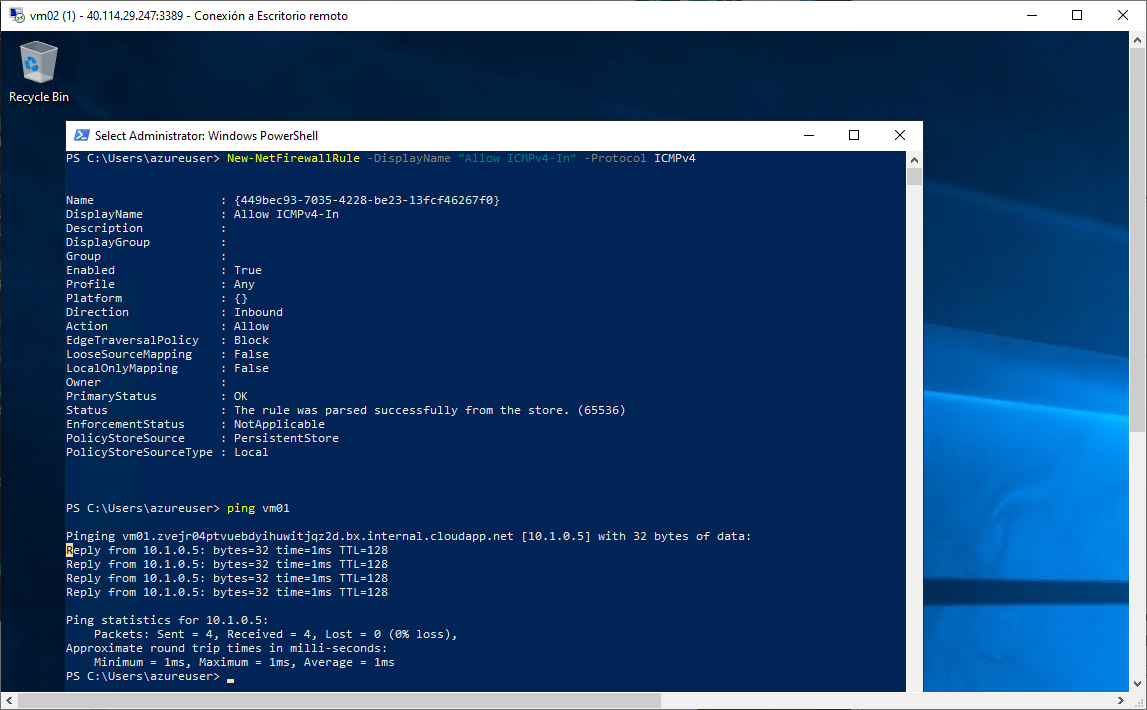 vm02 (1) - 40.114.29.247:3389 - Conexión a Escritorio remoto
Recycle Bin
Select Administrator: Windows PowerShell
PS C:\Users\azureuser> New-NetFirewallRule -DisplayName "Allow ICMPv4-In" -Protocol ICMPv4
Name                  : {449bec93-7035-4228-be23-13fcf46267f0}
DisplayName           : Allow ICMPv4-In
Description           :
DisplayGroup          :
Group                 :
Enabled               : True
Profile               : Any
Platform              : {}
Direction             : Inbound
Action                : Allow
EdgeTraversalPolicy   : Block
LooseSourceMapping    : False
LocalOnlyMapping      : False
Owner                 :
PrimaryStatus         : OK
Status                : The rule was parsed successfully from the store. (65536)
EnforcementStatus     : NotApplicable
PolicyStoreSource     : PersistentStore
PolicyStoreSourceType : Local
PS C:\Users\azureuser> ping vm01
Pinging vm01.zvejr04ptvuebdyihuwitjqz2d.bx.internal.cloudapp.net [10.1.0.5] with 32 bytes of data:
Reply from 10.1.0.5: bytes=32 time=1ms TTL=128
Reply from 10.1.0.5: bytes=32 time=1ms TTL=128
Reply from 10.1.0.5: bytes=32 time=1ms TTL=128
Reply from 10.1.0.5: bytes=32 time=1ms TTL=128
Ping statistics for 10.1.0.5:
    Packets: Sent = 4, Received = 4, Lost = 0 (0% loss),
Approximate round trip times in milli-seconds:
    Minimum = 1ms, Maximum = 1ms, Average = 1ms
PS C:\Users\azureuser>